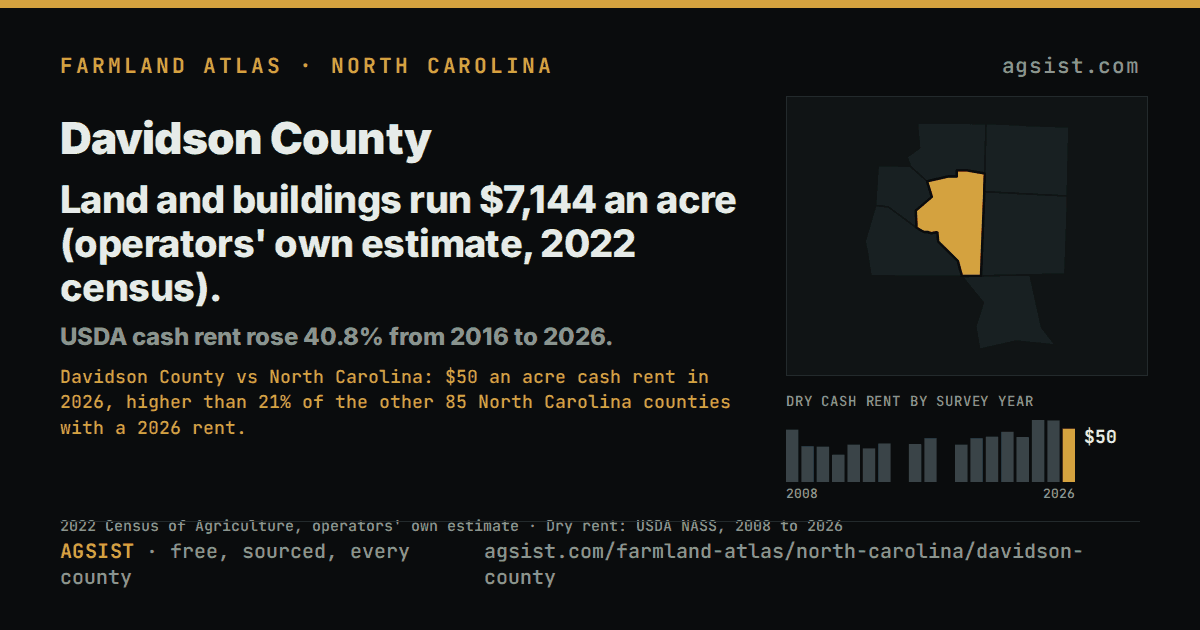 FARMLAND ATLAS · NORTH CAROLINA
agsist.com
Davidson County
Land and buildings run $7,144 an acre
(operators' own estimate, 2022
census).
USDA cash rent rose 40.8% from 2016 to 2026.
Davidson County vs North Carolina: $50 an acre cash rent in
2026, higher than 21% of the other 85 North Carolina counties
with a 2026 rent.
DRY CASH RENT BY SURVEY YEAR
$50
2008
2026
2022 Census of Agriculture, operators' own estimate · Dry rent: USDA NASS, 2008 to 2026
AGSIST · free, sourced, every
county
agsist.com/farmland-atlas/north-carolina/davidson-
county